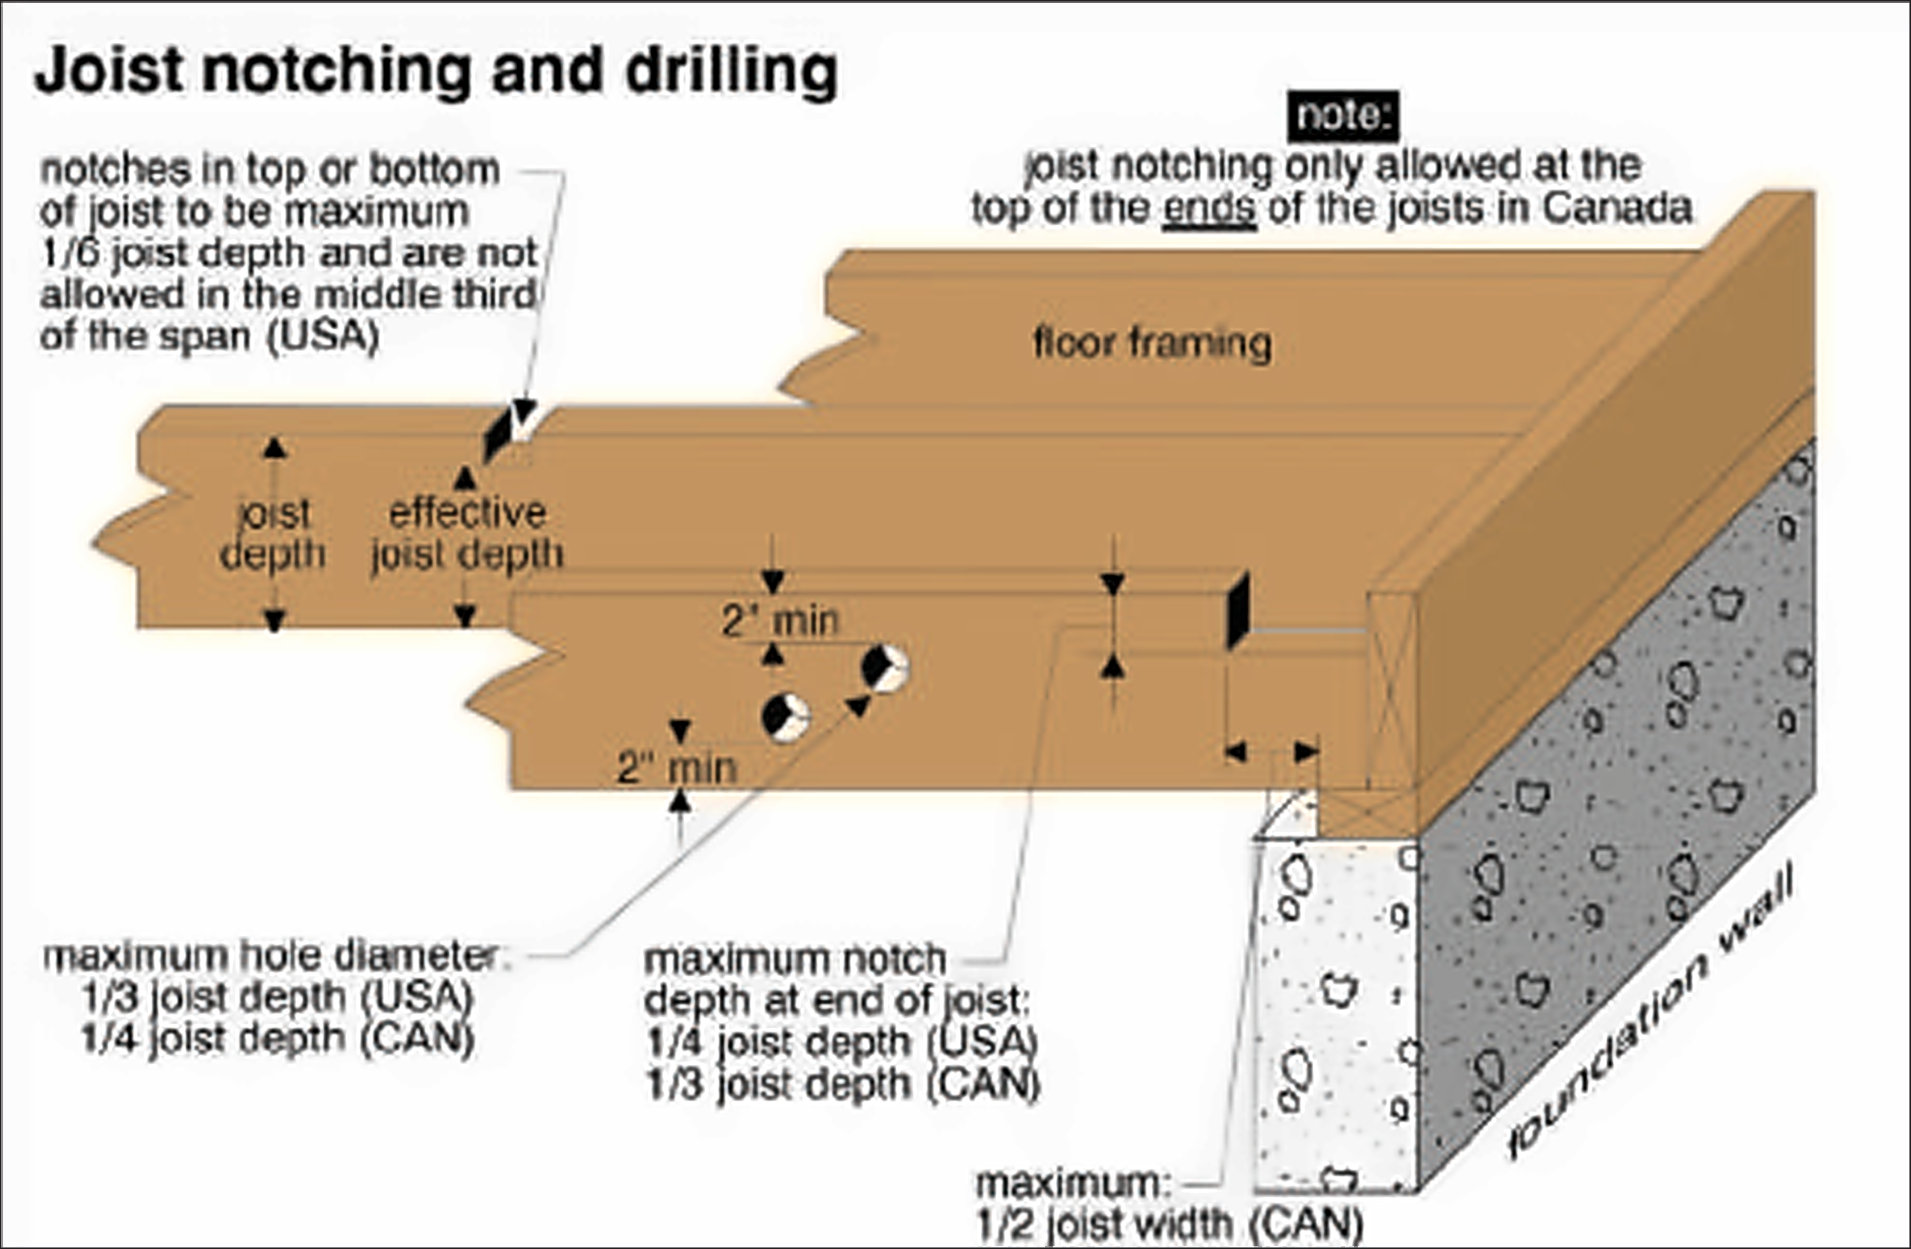 Joist notching and drilling
notches in top or bottom
of joist to be maximum
1/6 joist depth and are not
allowed in the middle third
of the span (USA)
note:
joist notching only allowed at the
top of the ends of the joists in Canada
floor framing
joist
depth
effective
joist depth
2" min
2" min
maximum hole diameter:
1/3 joist depth (USA)
1/4 joist depth (CAN)
maximum notch
depth at end of joist:
1/4 joist depth (USA)
1/3 joist depth (CAN)
maximum:
1/2 joist width (CAN)
foundation wall